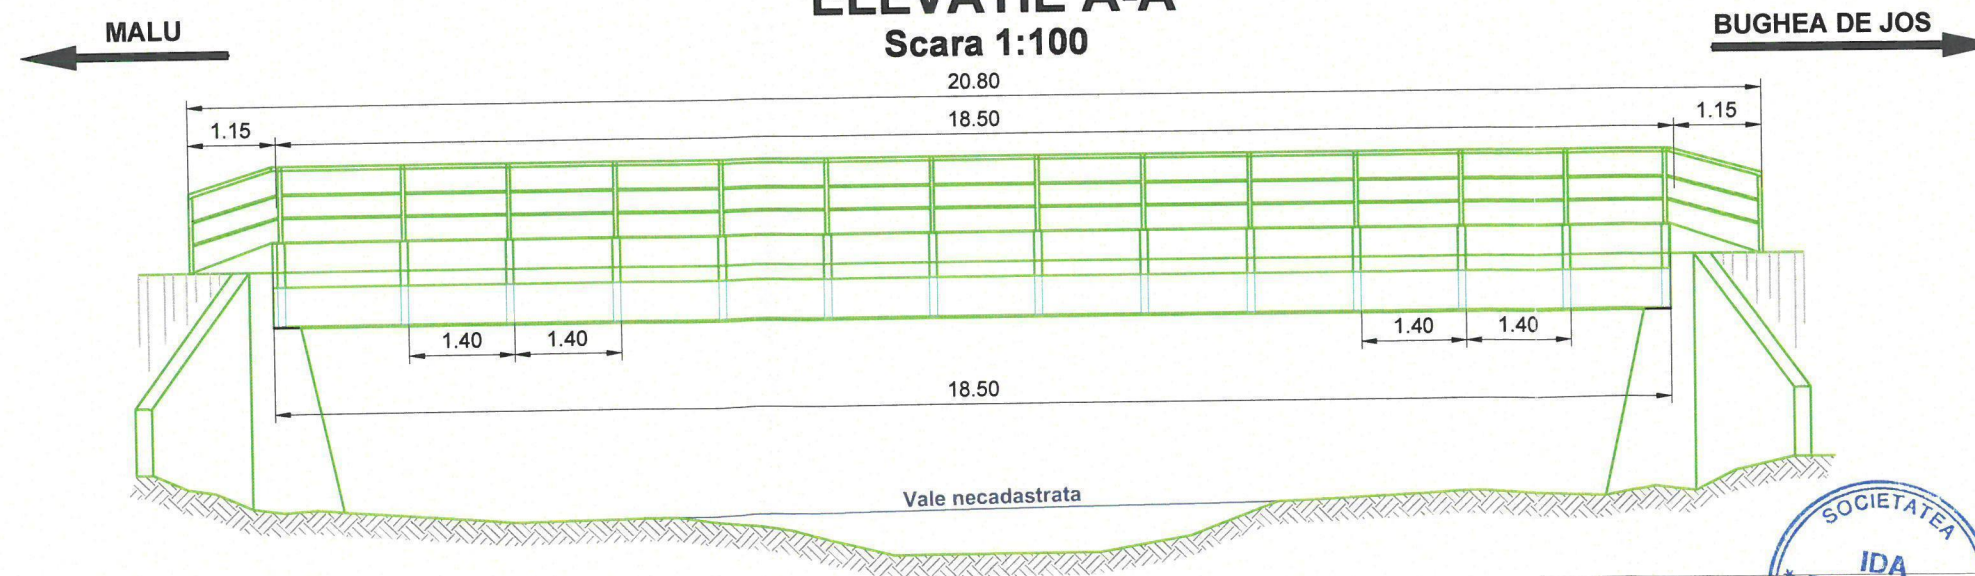 ELEVATIE A-A
Scara 1:100
MALU
BUGHEA DE JOS
20.80
1.15
18.50
1.15
1.40
1.40
1.40
1.40
18.50
Vale necadastrata
SOCIETATEA
IDA